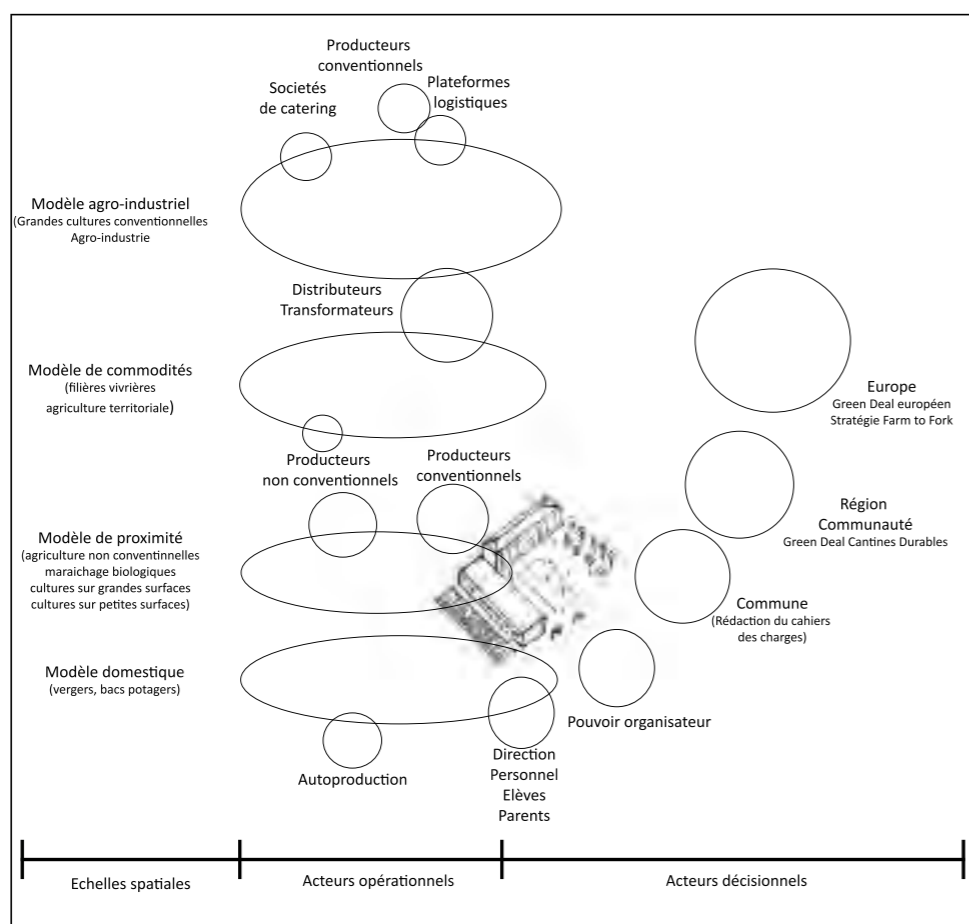 Producteurs
conventionnels
Sociétés
de catering
Plateformes
logistiques
Modèle agro-industriel
(Grandes cultures conventionnelles
Agro-industrie
Distributeurs
Transformateurs
Modèle de commodités
(filières vivrières
agriculture territoriale)
Europe
Green Deal européen
Stratégie Farm to Fork
Producteurs
non conventionnels
Producteurs
conventionnels
Région
Communauté
Green Deal Cantines Durables
Modèle de proximité
(agriculture non conventinnelles
maraichage biologiques
cultures sur grandes surfaces
cultures sur petites surfaces)
Commune
(Rédaction du cahiers
des charges)
Modèle domestique
(vergers, bacs potagers)
Pouvoir organisateur
Autoproduction
Direction
Personnel
Elèves
Parents
Echelles spatiales
Acteurs opérationnels
Acteurs décisionnels